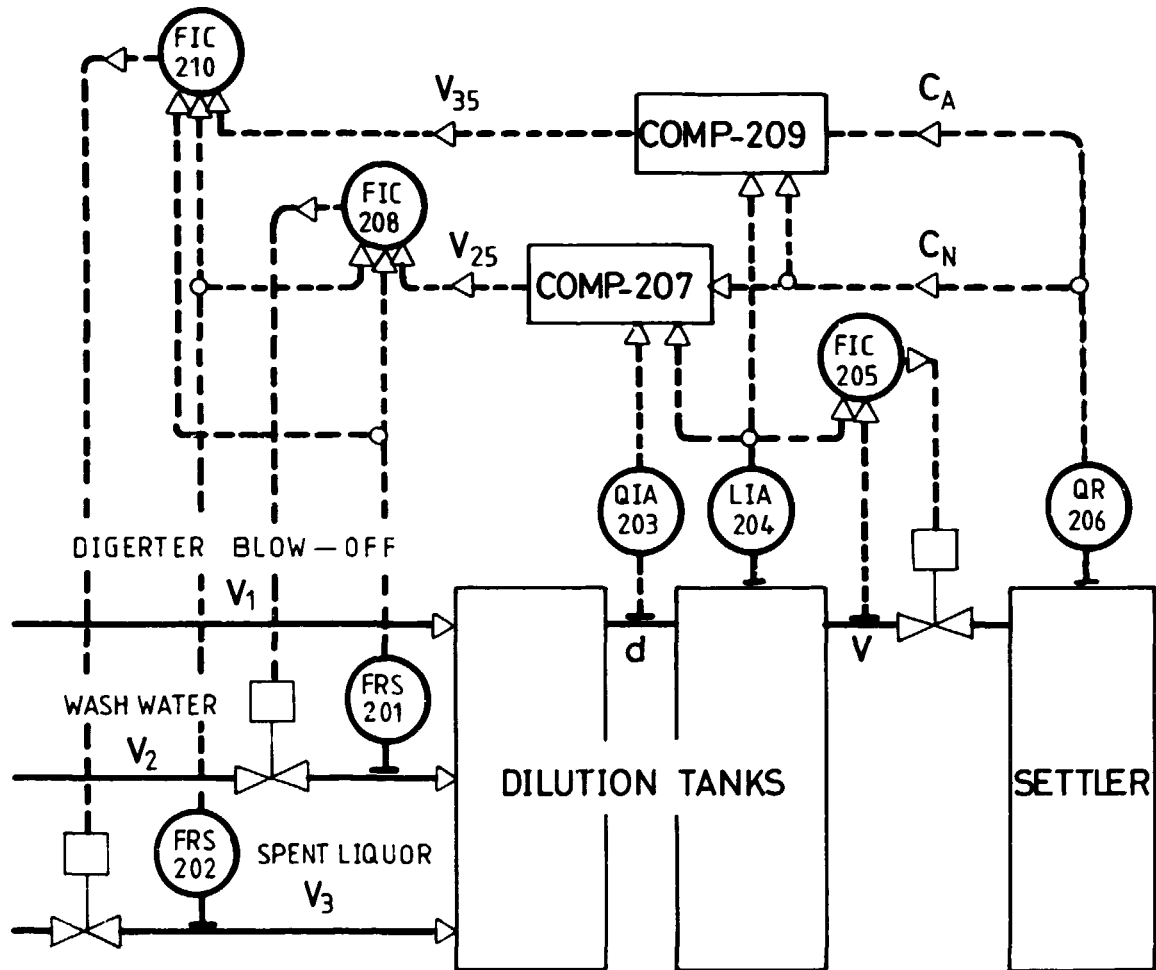 FIC
210
V35
CA
COMP-209
FIC
208
V25
CN
COMP-207
FIC
205
QIA
203
LIA
204
QR
206
DIGERTER BLOW-OFF
V1
d
V
FRS
201
WASH WATER
V2
DILUTION TANKS
SETTLER
FRS
202
SPENT LIQUOR
V3